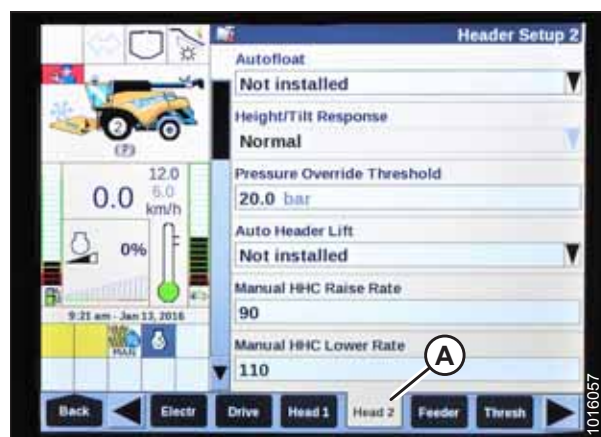 Header Setup 2
Autofloat
Not installed
Height/Tilt Response
Normal
Pressure Override Threshold
20.0 bar
Auto Header Lift
Not installed
Manual HHC Raise Rate
90
Manual HHC Lower Rate
110
2
(P)
12.0
6.0
0.0 km/h
0%
9:21 am - Jan 13, 2016
MAN
A
Back
Electr
Drive
Head 1
Head 2
Feeder
Thresh
1016057